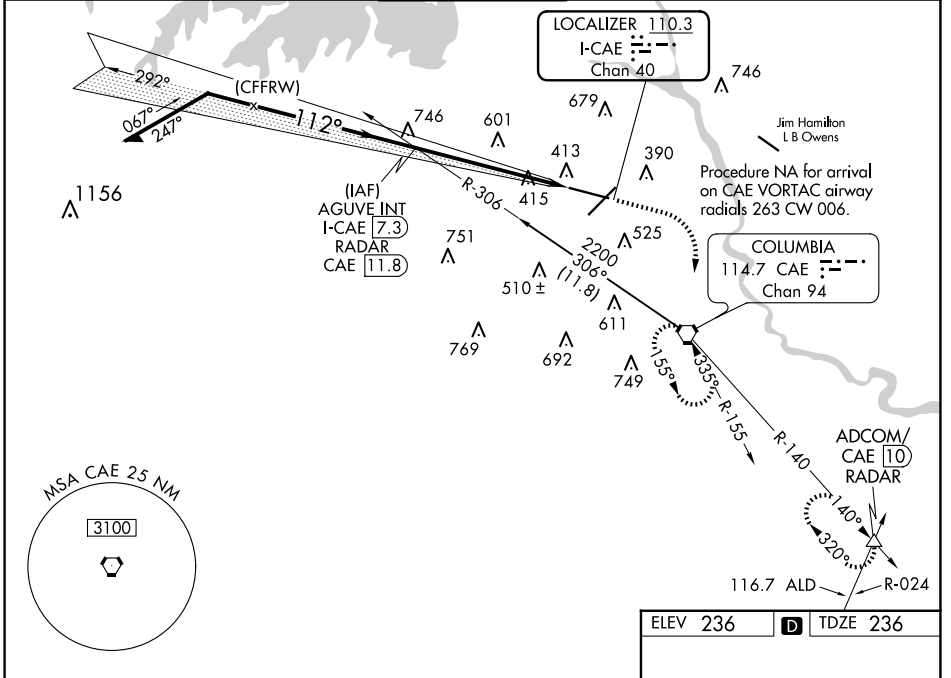 LOCALIZER 110.3
I-CAE
Chan 40
292°
(CFFRW)
067°
247°
112°
746
601
679
746
413
390
415
Jim Hamilton
L B Owens
Procedure NA for arrival
on CAE VORTAC airway
radials 263 CW 006.
1156
(IAF)
AGUVE INT
I-CAE 7.3
RADAR
CAE 11.8
R-306
751
510 ±
525
2200
306°
(11.8)
611
COLUMBIA
114.7 CAE
Chan 94
769
692
749
155°
335°
R-155
R-140
ADCOM/
CAE 10
RADAR
140°
320°
MSA CAE 25 NM
3100
116.7 ALD
R-024
ELEV 236
D
TDZE 236